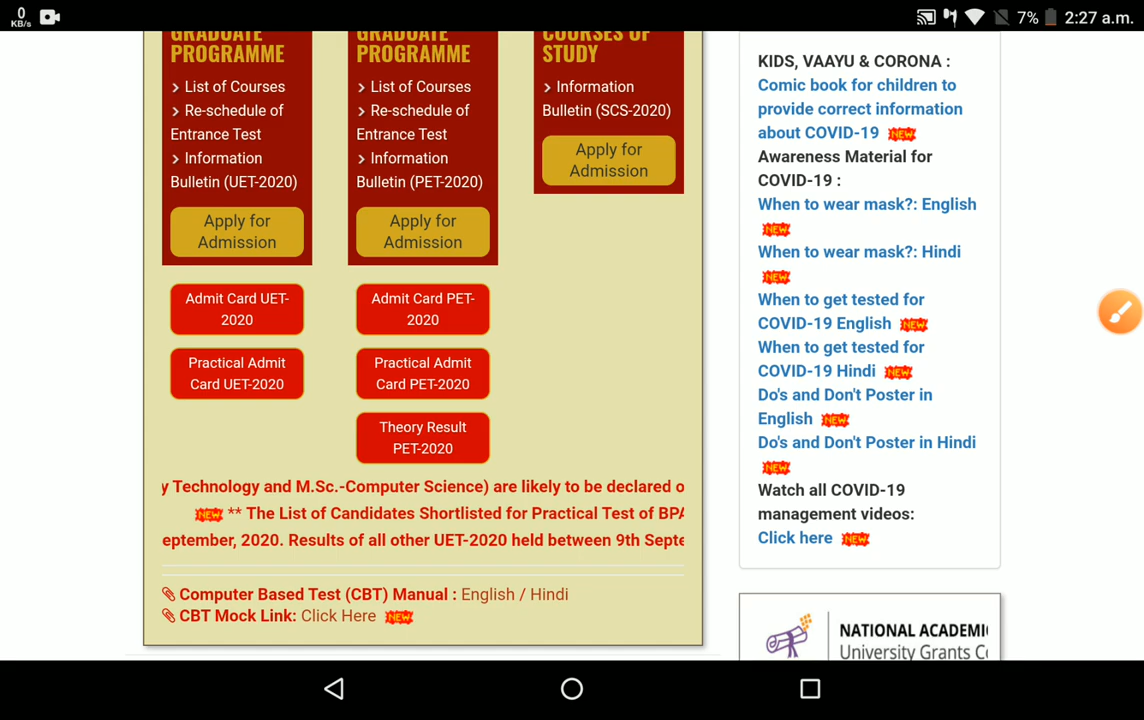 0
KB/s
7%
2:27 a.m.
GRADUATE
PROGRAMME
List of Courses
Re-schedule of
Entrance Test
Information
Bulletin (UET-2020)
Apply for
Admission
Admit Card UET-
2020
Practical Admit
Card UET-2020
GRADUATE
PROGRAMME
List of Courses
Re-schedule of
Entrance Test
Information
Bulletin (PET-2020)
Apply for
Admission
Admit Card PET-
2020
Practical Admit
Card PET-2020
Theory Result
PET-2020
COURSES OF
STUDY
Information
Bulletin (SCS-2020)
Apply for
Admission
y Technology and M.Sc.-Computer Science) are likely to be declared o
NEW ** The List of Candidates Shortlisted for Practical Test of BPA
eptember, 2020. Results of all other UET-2020 held between 9th Septe
Computer Based Test (CBT) Manual : English / Hindi
CBT Mock Link: Click Here NEW
KIDS, VAAYU & CORONA :
Comic book for children to
provide correct information
about COVID-19 NEW
Awareness Material for
COVID-19 :
When to wear mask?: English
NEW
When to wear mask?: Hindi
NEW
When to get tested for
COVID-19 English NEW
When to get tested for
COVID-19 Hindi NEW
Do's and Don't Poster in
English NEW
Do's and Don't Poster in Hindi
NEW
Watch all COVID-19
management videos:
Click here NEW
NATIONAL ACADEMI
University Grants C